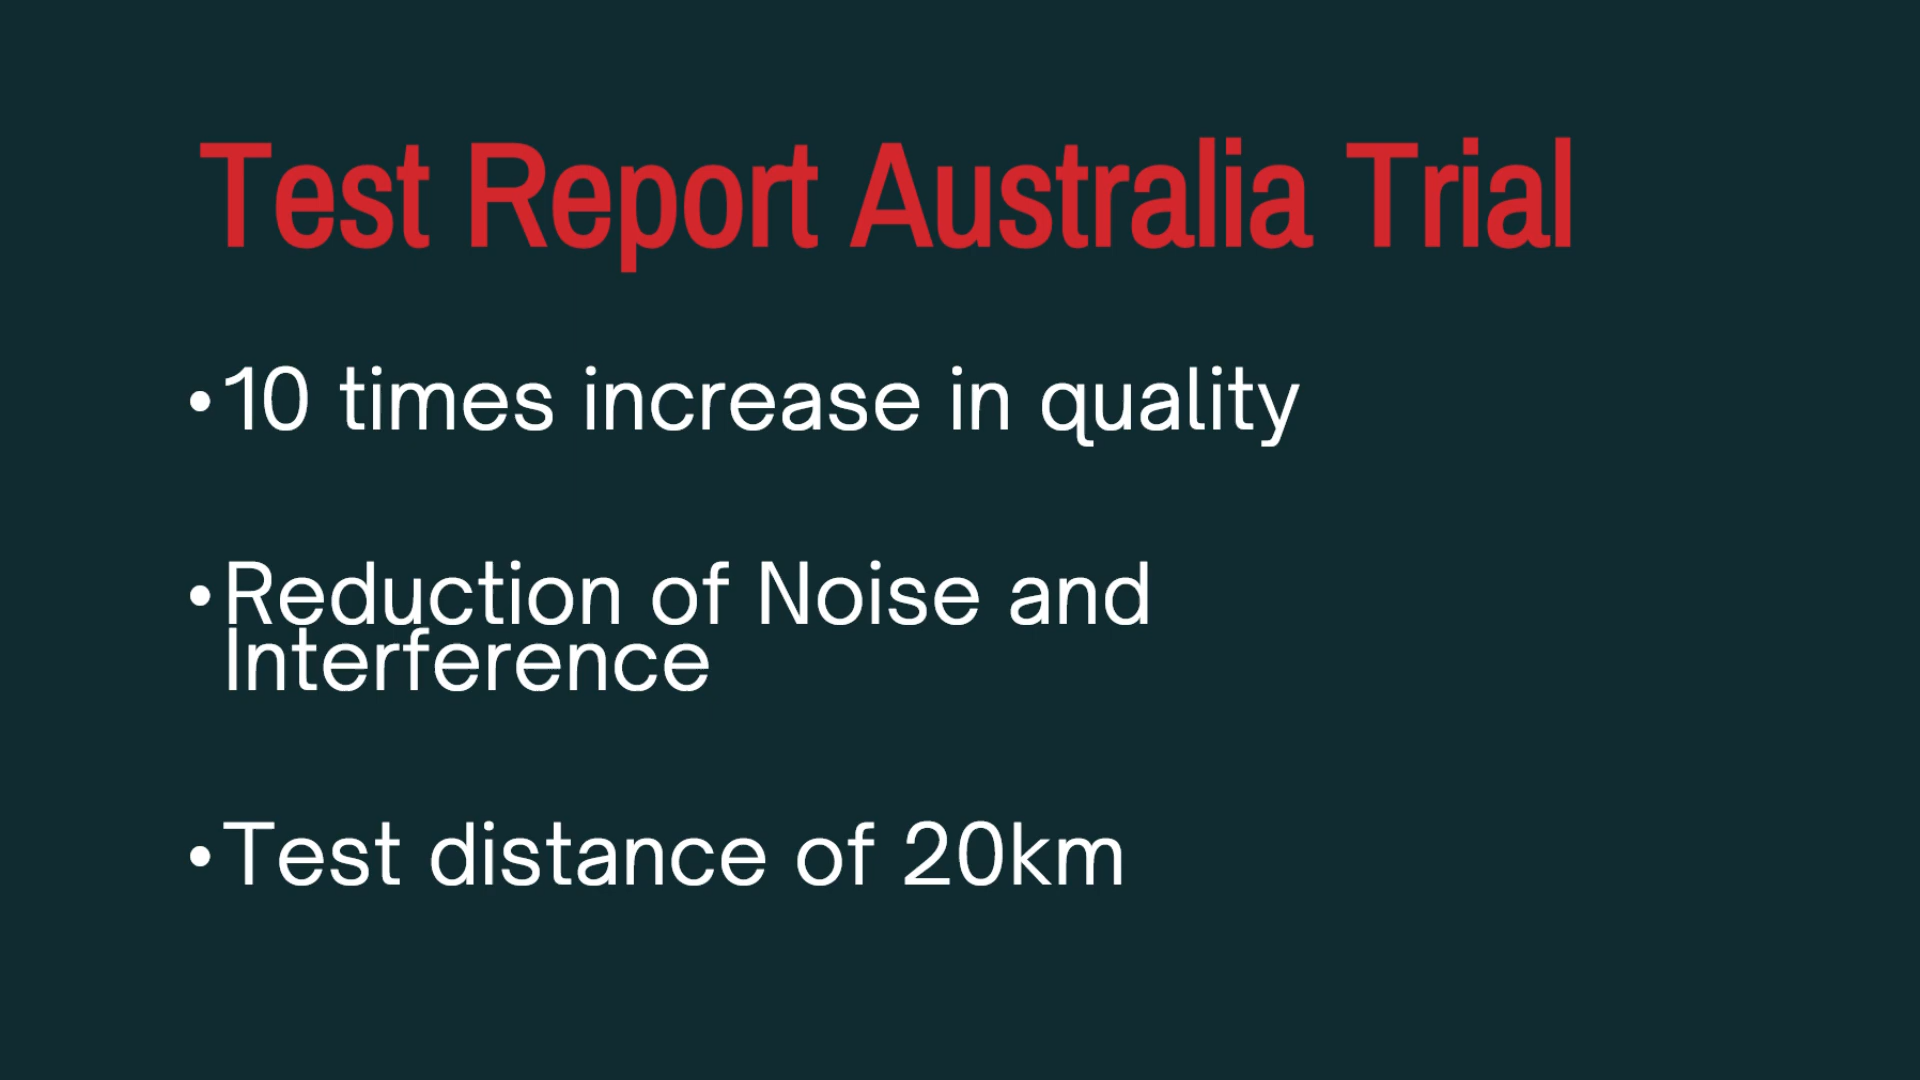 Test Report Australia Trial
•10 times increase in quality
•Reduction of Noise and
Interference
•Test distance of 20km